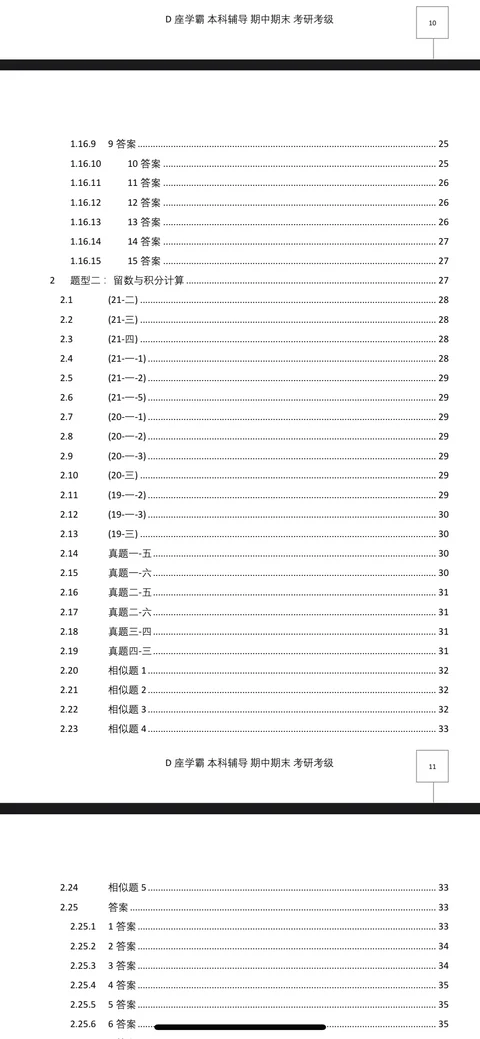 D 座学霸 本科辅导 期中期末 考研考级
10
1.16.9 9 答案 25
1.16.10 10 答案 25
1.16.11 11 答案 26
1.16.12 12 答案 26
1.16.13 13 答案 26
1.16.14 14 答案 27
1.16.15 15 答案 27
2 题型二： 留数与积分计算 27
2.1 (21-二) 28
2.2 (21-三) 28
2.3 (21-四) 28
2.4 (21-一-1) 28
2.5 (21-一-2) 29
2.6 (21-一-5) 29
2.7 (20-一-1) 29
2.8 (20-一-2) 29
2.9 (20-一-3) 29
2.10 (20-三) 29
2.11 (19-一-2) 29
2.12 (19-一-3) 30
2.13 (19-三) 30
2.14 真题一-五 30
2.15 真题一-六 30
2.16 真题二-五 31
2.17 真题二-六 31
2.18 真题三-四 31
2.19 真题四-三 31
2.20 相似题 1 32
2.21 相似题 2 32
2.22 相似题 3 32
2.23 相似题 4 33
D 座学霸 本科辅导 期中期末 考研考级
11
2.24 相似题 5 33
2.25 答案 33
2.25.1 1 答案 33
2.25.2 2 答案 34
2.25.3 3 答案 34
2.25.4 4 答案 35
2.25.5 5 答案 35
2.25.6 6 答案 35